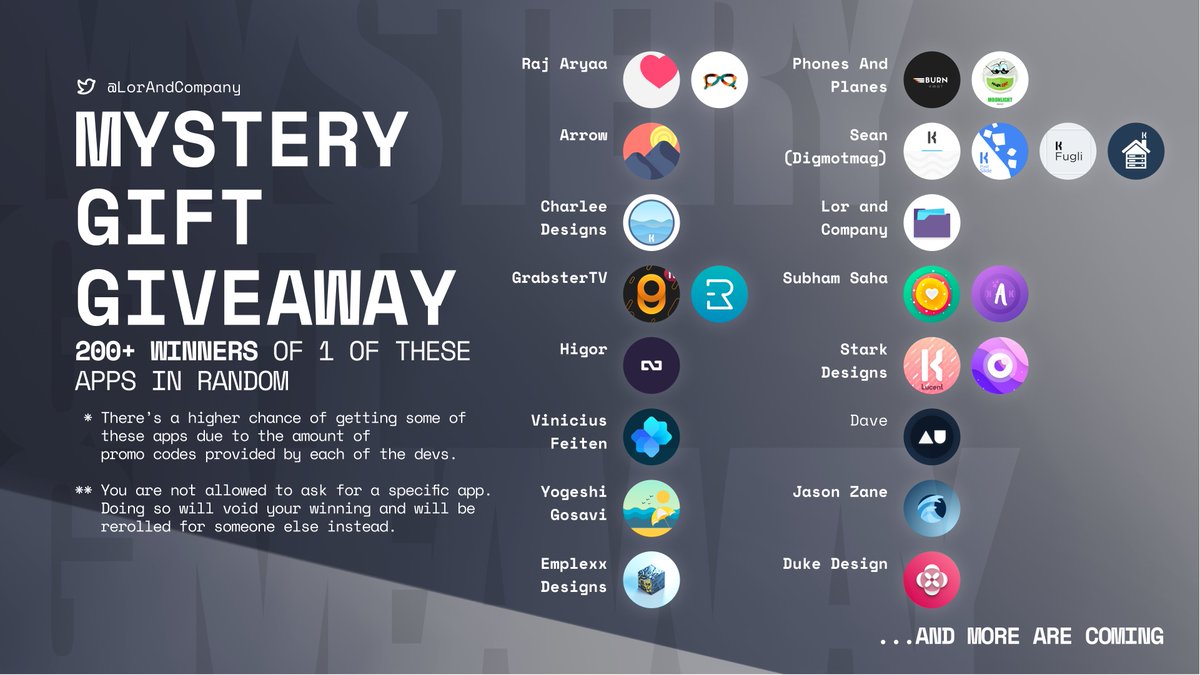 @LorAndCompany
MYSTERY
GIFT
GIVEAWAY
200+ WINNERS OF 1 OF THESE
APPS IN RANDOM
* There's a higher chance of getting some of
these apps due to the amount of
promo codes provided by each of the devs.
** You are not allowed to ask for a specific app.
Doing so will void your winning and will be
rerolled for someone else instead.
Raj Aryaa
Arrow
Charlee
Designs
K
GrabsterTV
Higor
Vinicius
Feiten
Yogeshi
Gosavi
Emplexx
Designs
Phones And
Planes
BURN
KWGT
MOONLIGHT
Sean
(Digmotmag)
K
K
Slide
K
Fugli
K
Lor and
Company
Subham Saha
A
Stark
Designs
K
Lucent
Dave
Jason Zane
Duke Design
...AND MORE ARE COMING